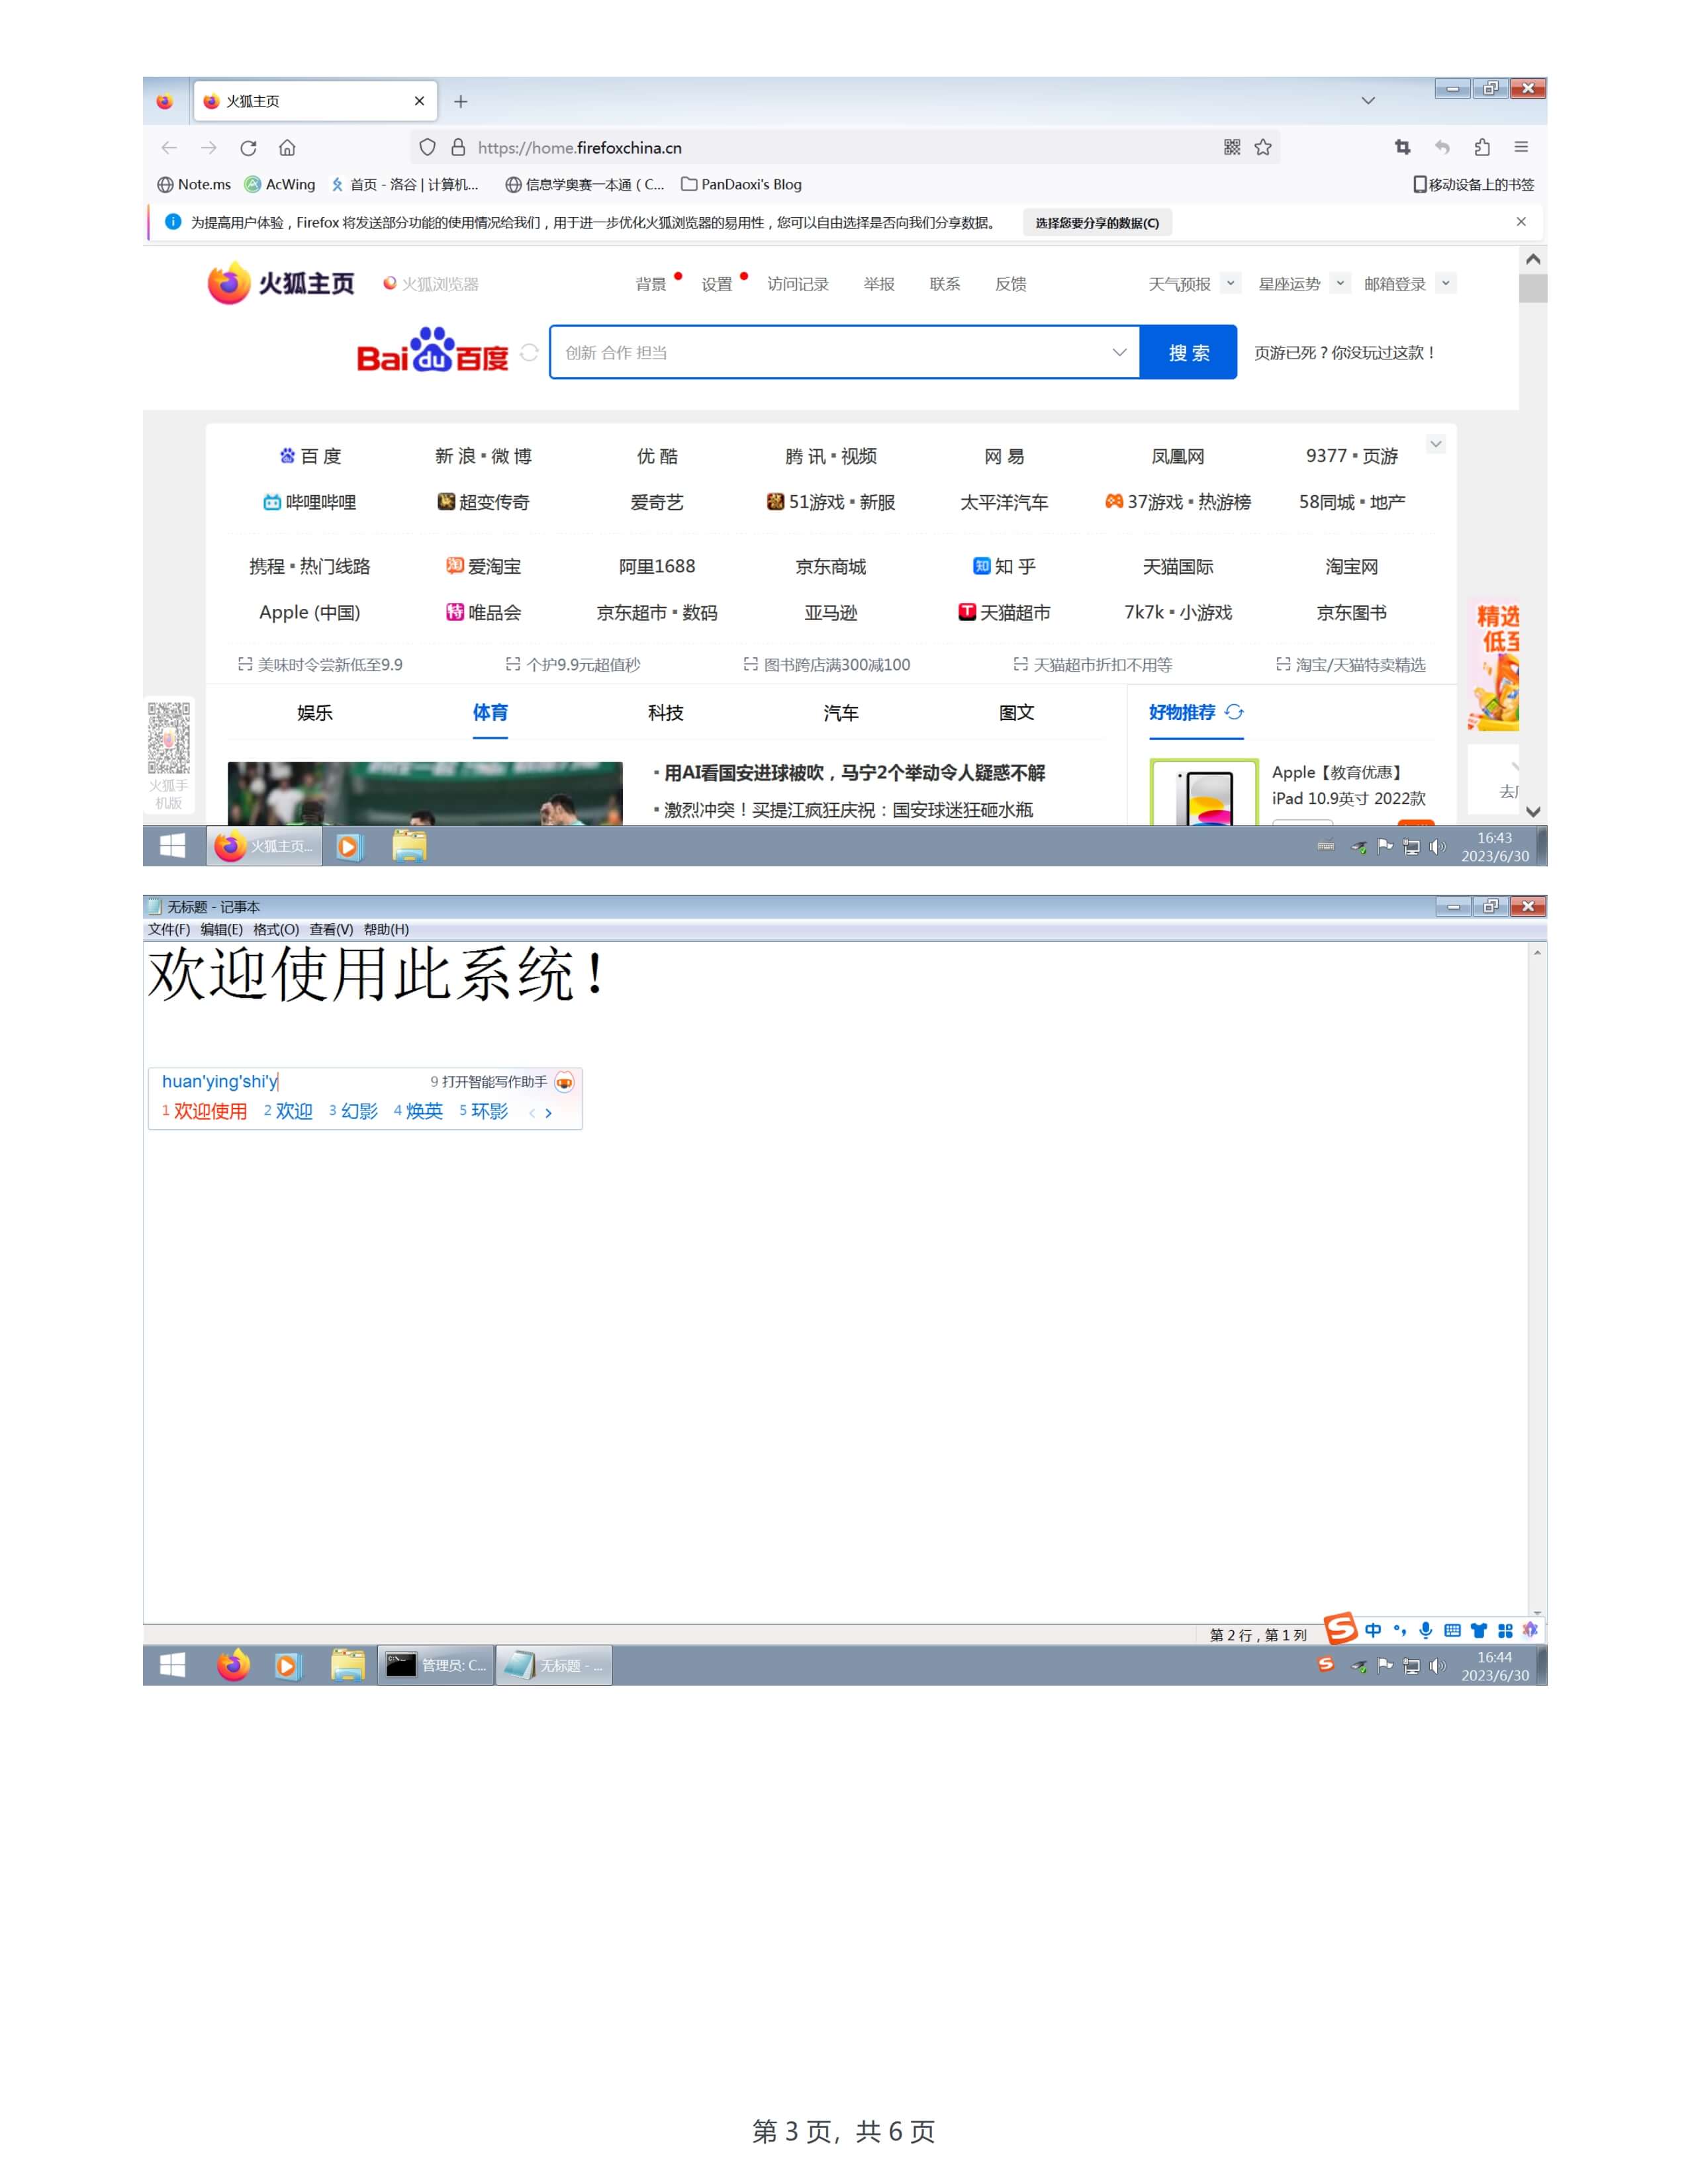 火狐主页
https://home.firefoxchina.cn
Note.ms AcWing 首页 - 洛谷 | 计算机... 信息学奥赛一本通（C... PanDaoxi's Blog 移动设备上的书签
为提高用户体验，Firefox 将发送部分功能的使用情况给我们，用于进一步优化火狐浏览器的易用性，您可以自由选择是否向我们分享数据。 选择您要分享的数据(C)
火狐主页 火狐浏览器 背景 设置 访问记录 举报 联系 反馈 天气预报 星座运势 邮箱登录
Bai du 百度 创新 合作 担当 搜 索 页游已死？你没玩过这款！
百 度 新 浪 ▪ 微 博 优 酷 腾 讯 ▪ 视频 网 易 凤凰网 9377 ▪ 页游
哔哩哔哩 超变传奇 爱奇艺 51游戏 ▪ 新服 太平洋汽车 37游戏 ▪ 热游榜 58同城 ▪ 地产
携程 ▪ 热门线路 淘 爱淘宝 阿里1688 京东商城 知 知 乎 天猫国际 淘宝网
Apple (中国) 特 唯品会 京东超市 ▪ 数码 亚马逊 T 天猫超市 7k7k ▪ 小游戏 京东图书
精选
低至
美味时令尝新低至9.9 个护9.9元超值秒 图书跨店满300减100 天猫超市折扣不用等 淘宝/天猫特卖精选
娱乐 体育 科技 汽车 图文 好物推荐
▪ 用AI看国安进球被吹，马宁2个举动令人疑惑不解
▪ 激烈冲突！买提江疯狂庆祝：国安球迷狂砸水瓶
Apple【教育优惠】
iPad 10.9英寸 2022款
火狐手
机版
去
火狐主页...
16:43
2023/6/30
无标题 - 记事本
文件(F) 编辑(E) 格式(O) 查看(V) 帮助(H)
欢迎使用此系统！
huan'ying'shi'y 9 打开智能写作助手
1 欢迎使用 2 欢迎 3 幻影 4 焕英 5 环影
第 2 行，第 1 列
S 中
管理员: C... 无标题 - ...
S
16:44
2023/6/30
第 3 页, 共 6 页